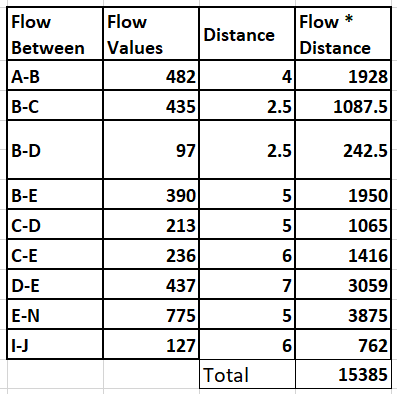 Flow Between | Flow Values | Distance | Flow * Distance
A-B | 482 | 4 | 1928
B-C | 435 | 2.5 | 1087.5
B-D | 97 | 2.5 | 242.5
B-E | 390 | 5 | 1950
C-D | 213 | 5 | 1065
C-E | 236 | 6 | 1416
D-E | 437 | 7 | 3059
E-N | 775 | 5 | 3875
I-J | 127 | 6 | 762
Total | 15385